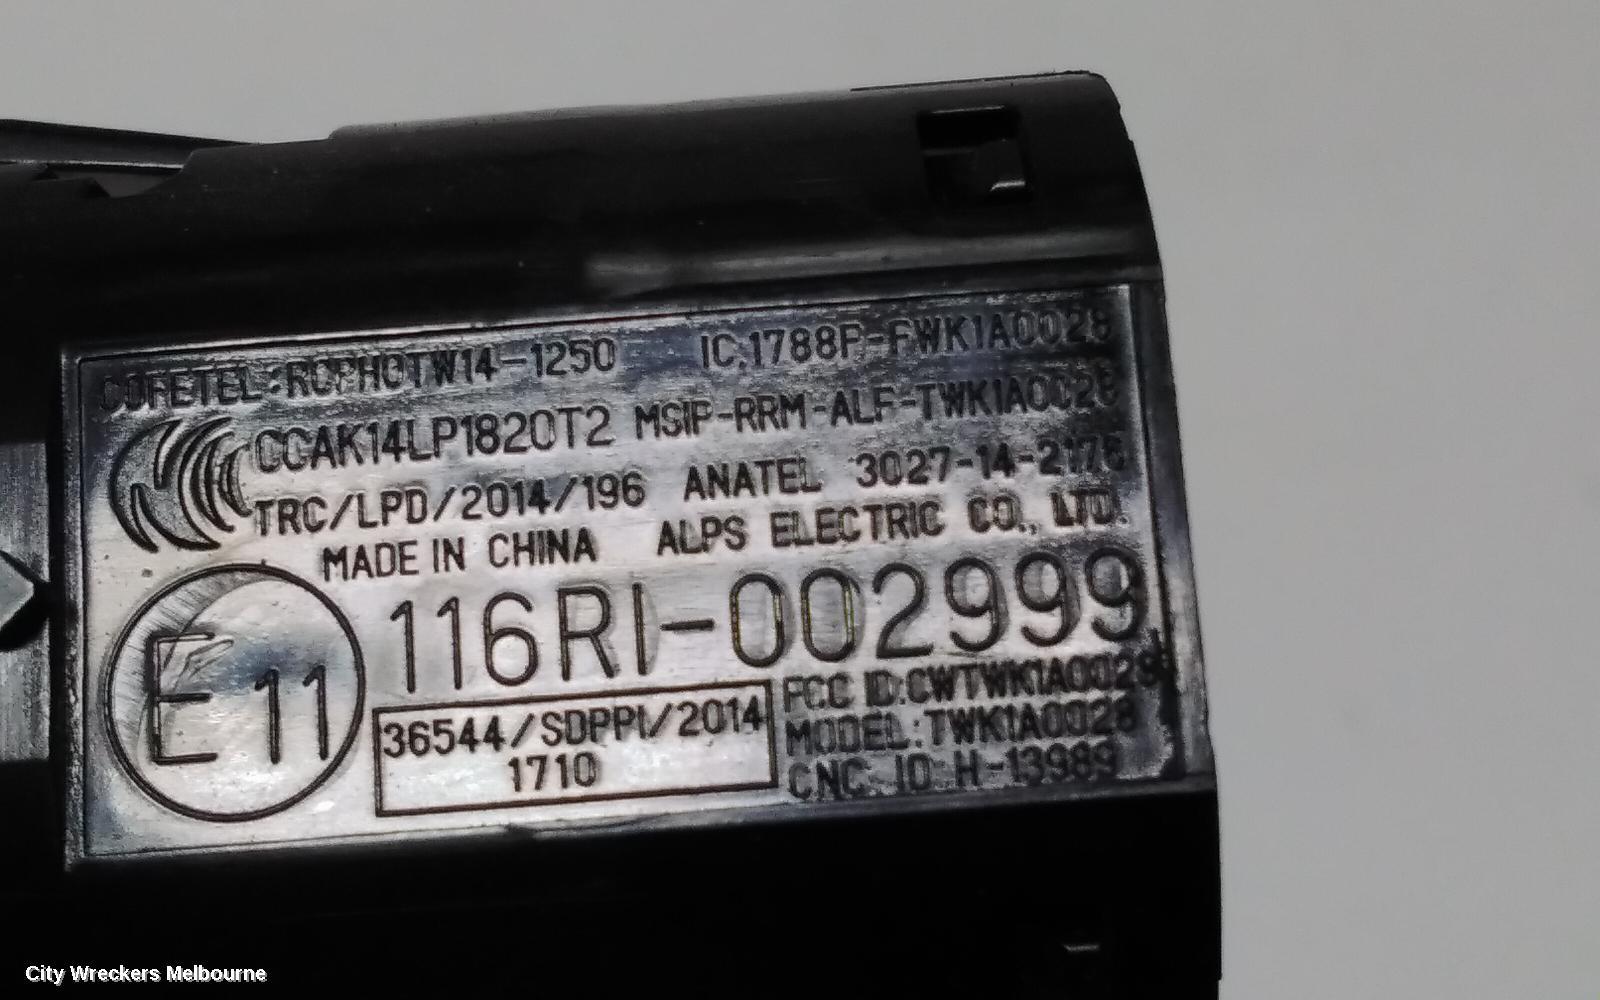 COFETEL:RCPHOTW14-1250 IC:1788F-FWK1A0028
CCAK14LP1820T2 MSIP-RRM-ALF-TWK1A0028
TRC/LPD/2014/196 ANATEL 3027-14-2176
MADE IN CHINA ALPS ELECTRIC CO., LTD.
E11 116RI-002999
36544/SDPPI/2014
1710
FCC ID:CWTWK1A0028
MODEL:TWK1A0028
CNC ID H-13989
City Wreckers Melbourne